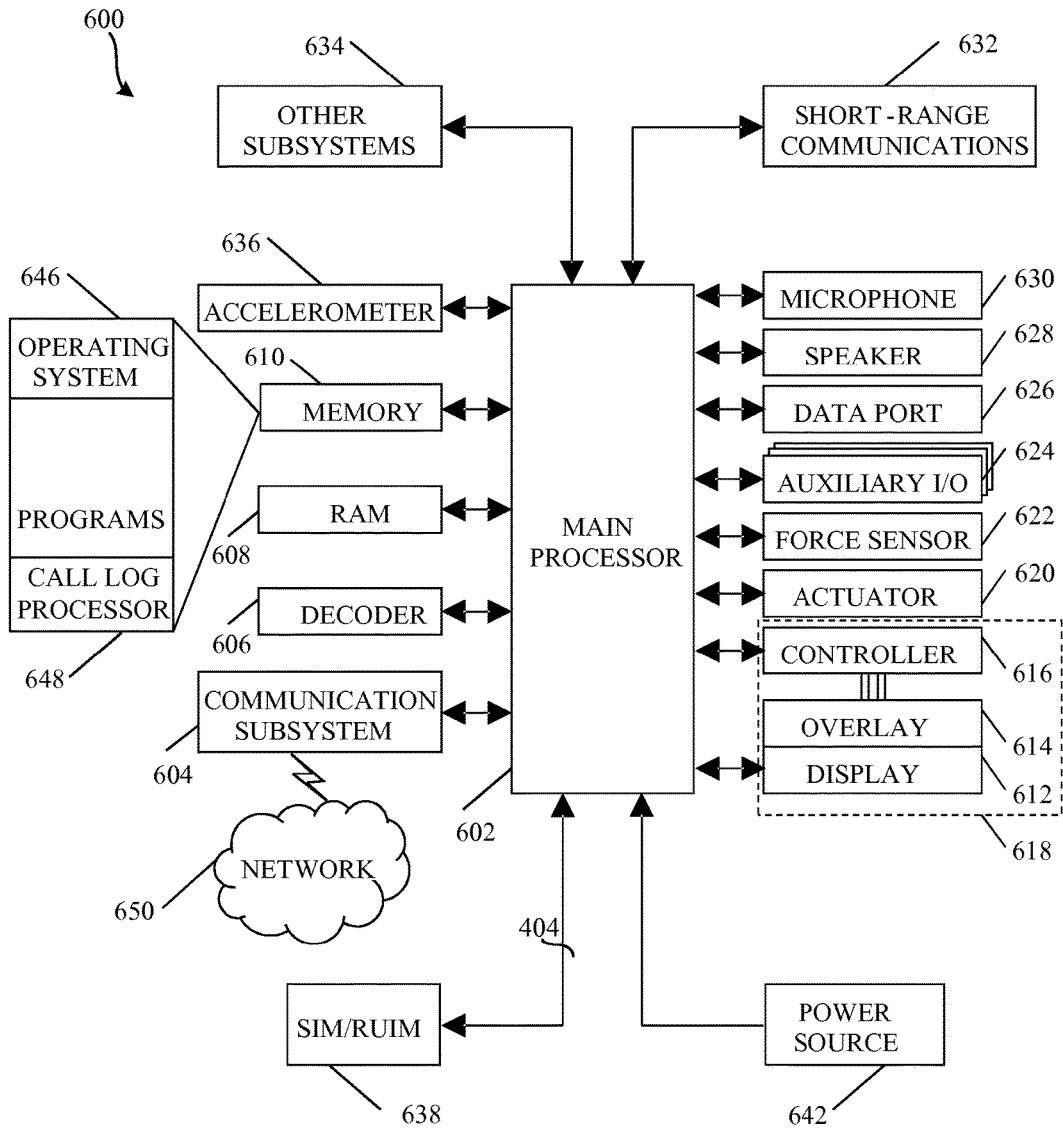 600
634
632
OTHER
SUBSYSTEMS
SHORT -RANGE
COMMUNICATIONS
636
646
ACCELEROMETER
MICROPHONE
630
OPERATING
SYSTEM
610
MEMORY
SPEAKER
628
DATA PORT
626
AUXILIARY I/O
624
PROGRAMS
RAM
608
MAIN
PROCESSOR
FORCE SENSOR
622
CALL LOG
PROCESSOR
DECODER
606
ACTUATOR
620
648
CONTROLLER
616
COMMUNICATION
SUBSYSTEM
604
OVERLAY
614
DISPLAY
612
602
618
NETWORK
650
404
SIM/RUIM
POWER
SOURCE
638
642